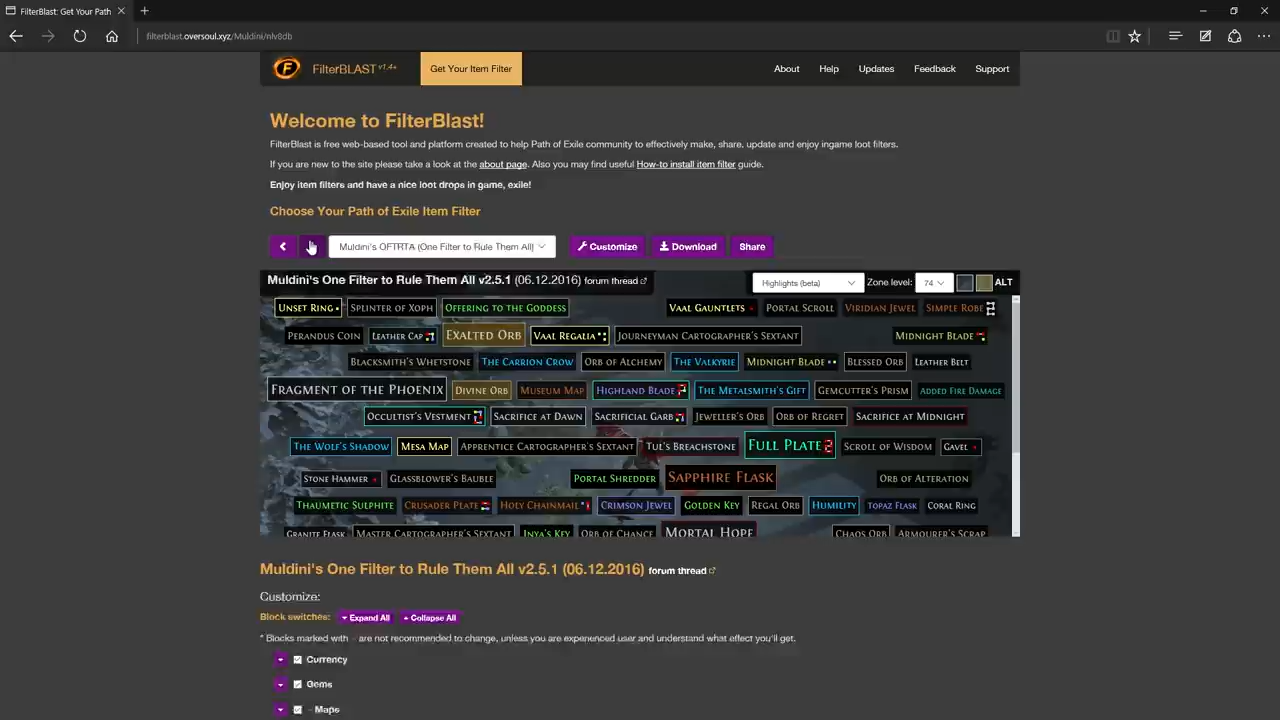 FilterBlast: Get Your Path
filterblast.oversoul.xyz/Muldini/nlv8db
FilterBLAST v1.4+ Get Your Item Filter About Help Updates Feedback Support
Welcome to FilterBlast!
FilterBlast is free web-based tool and platform created to help Path of Exile community to effectively make, share, update and enjoy ingame loot filters.
If you are new to the site please take a look at the about page. Also you may find useful How-to install item filter guide.
Enjoy item filters and have a nice loot drops in game, exile!
Choose Your Path of Exile Item Filter
Muldini's OFTRTA (One Filter to Rule Them All) Customize Download Share
Muldini's One Filter to Rule Them All v2.5.1 (06.12.2016) forum thread Highlights (beta) Zone level: 74 ALT
Unset Ring Splinter of Xoph Offering to the Goddess Vaal Gauntlets Portal Scroll Viridian Jewel Simple Robe
Perandus Coin Leather Cap Exalted Orb Vaal Regalia Journeyman Cartographer's Sextant Midnight Blade
Blacksmith's Whetstone The Carrion Crow Orb of Alchemy The Valkyrie Midnight Blade Blessed Orb Leather Belt
Fragment of the Phoenix Divine Orb Museum Map Highland Blade The Metalsmith's Gift Gemcutter's Prism Added Fire Damage
Occultist's Vestment Sacrifice at Dawn Sacrificial Garb Jeweller's Orb Orb of Regret Sacrifice at Midnight
The Wolf's Shadow Mesa Map Apprentice Cartographer's Sextant Tul's Breachstone Full Plate Scroll of Wisdom Gavel
Stone Hammer Glassblower's Bauble Portal Shredder Sapphire Flask Orb of Alteration
Thaumetic Sulphite Crusader Plate Holy Chainmail Crimson Jewel Golden Key Regal Orb Humility Topaz Flask Coral Ring
Granite Flask Master Cartographer's Sextant Inya's Key Orb of Chance Mortal Hope Chaos Orb Armourer's Scrap
Muldini's One Filter to Rule Them All v2.5.1 (06.12.2016) forum thread
Customize:
Block switches: Expand All Collapse All
* Blocks marked with - are not recommended to change, unless you are experienced user and understand what effect you'll get.
Currency
Gems
- Maps